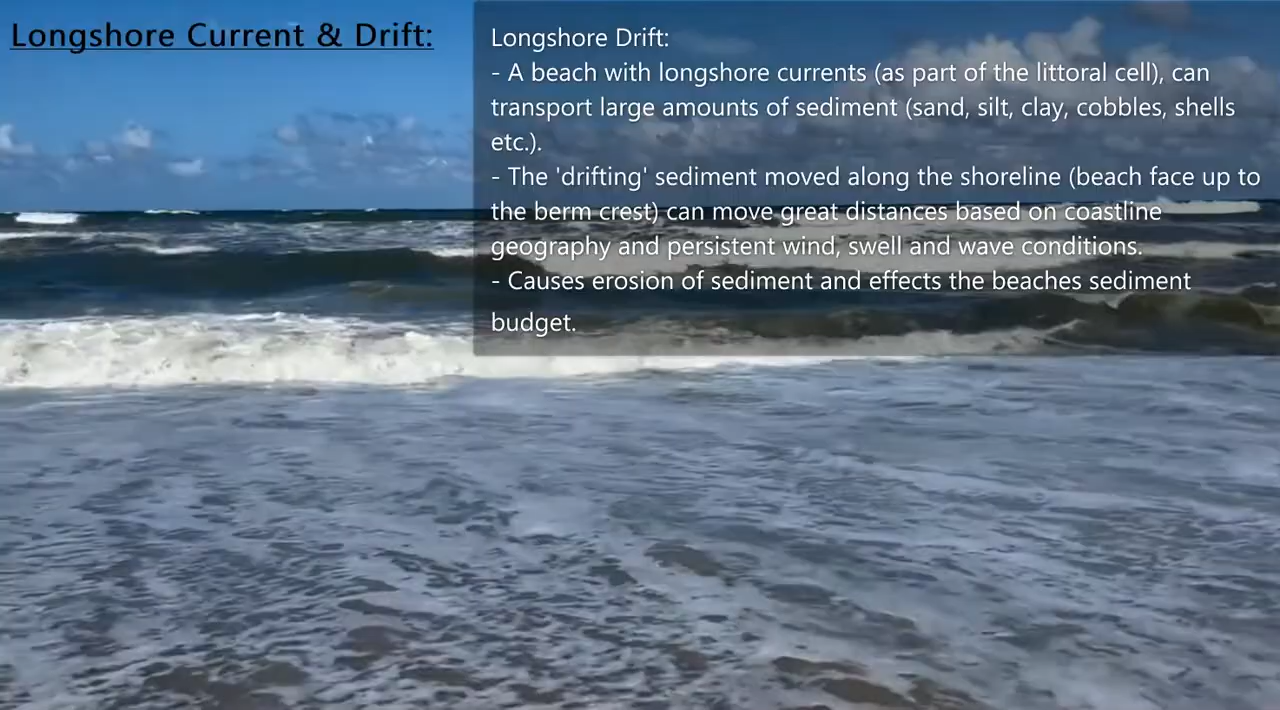 Longshore Current & Drift:
Longshore Drift:
- A beach with longshore currents (as part of the littoral cell), can
transport large amounts of sediment (sand, silt, clay, cobbles, shells
etc.).
- The 'drifting' sediment moved along the shoreline (beach face up to
the berm crest) can move great distances based on coastline
geography and persistent wind, swell and wave conditions.
- Causes erosion of sediment and effects the beaches sediment
budget.